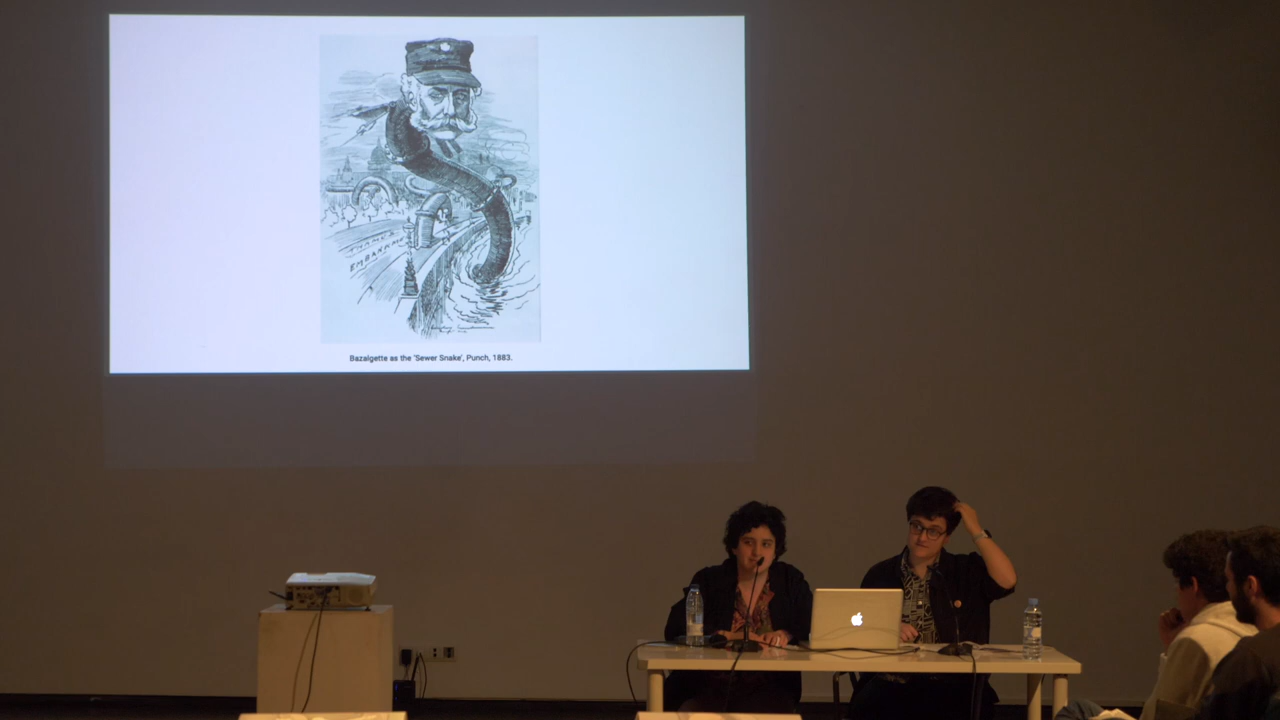 THAMES
EMBANKMENT
Bazalgette as the 'Sewer Snake', Punch, 1883.